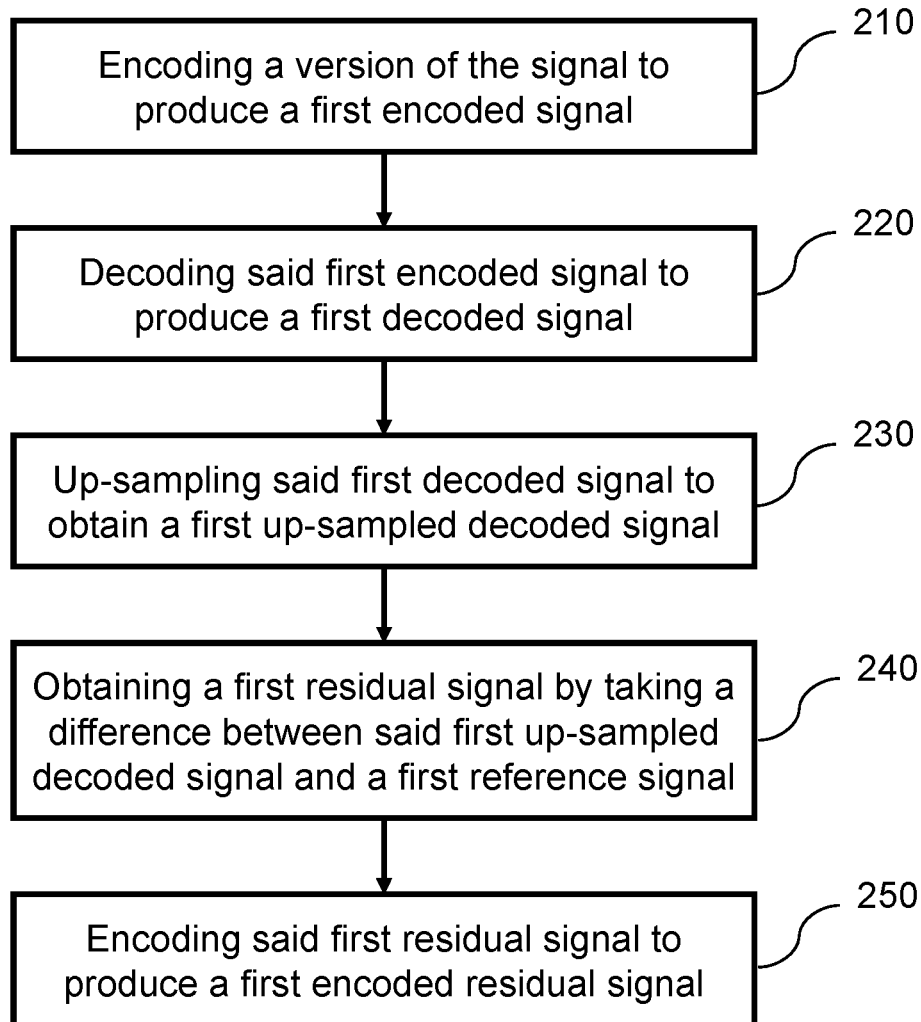 210
Encoding a version of the signal to
produce a first encoded signal
220
Decoding said first encoded signal to
produce a first decoded signal
230
Up-sampling said first decoded signal to
obtain a first up-sampled decoded signal
240
Obtaining a first residual signal by taking a
difference between said first up-sampled
decoded signal and a first reference signal
250
Encoding said first residual signal to
produce a first encoded residual signal